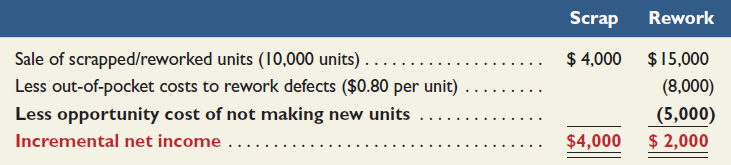 Scrap Rework
Sale of scrapped/reworked units (10,000 units) . . . . . . . . . . . . . . . . . . . . . $ 4,000 $15,000
Less out-of-pocket costs to rework defects ($0.80 per unit) . . . . . . . . . (8,000)
Less opportunity cost of not making new units . . . . . . . . . . . . . . (5,000)
Incremental net income . . . . . . . . . . . . . . . . . . . . . . . . . . . . . . . . . . $4,000 $ 2,000